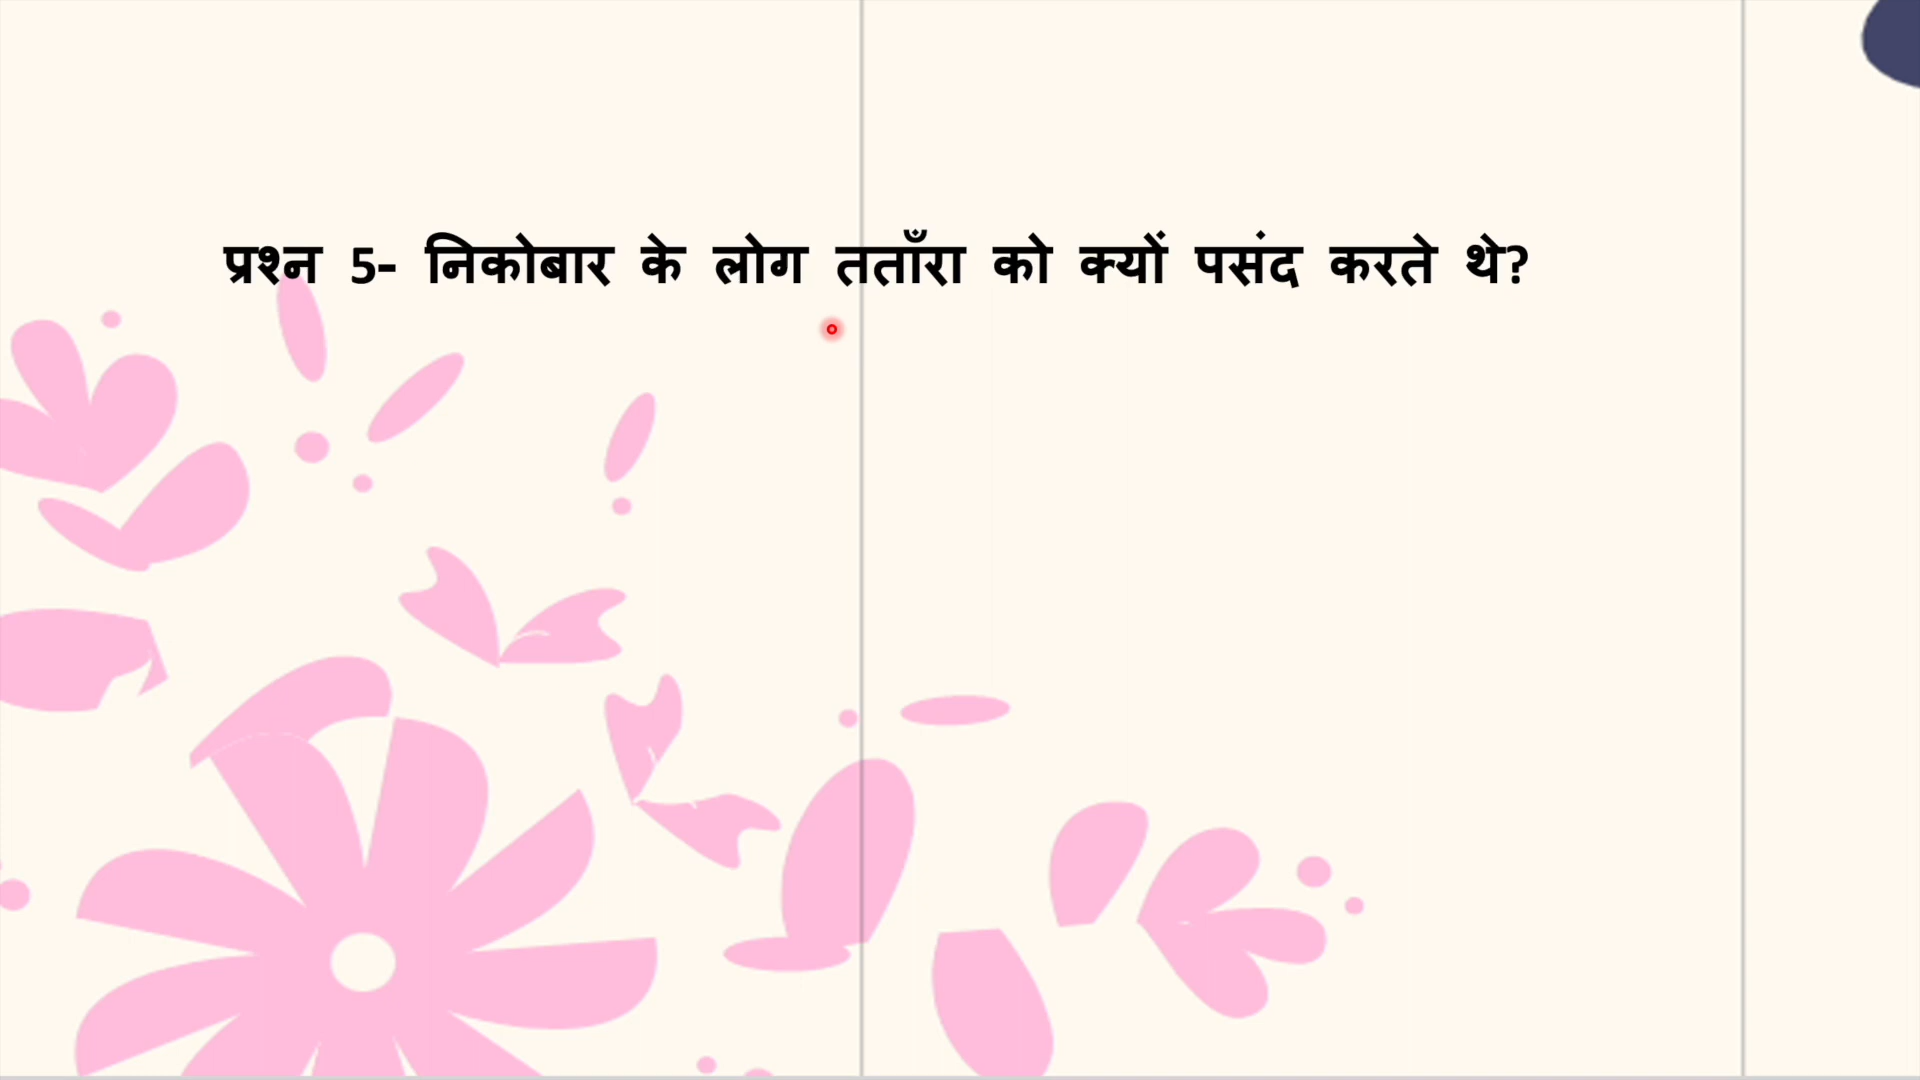 प्रश्न 5- निकोबार के लोग तताँरा को क्यों पसंद करते थे?